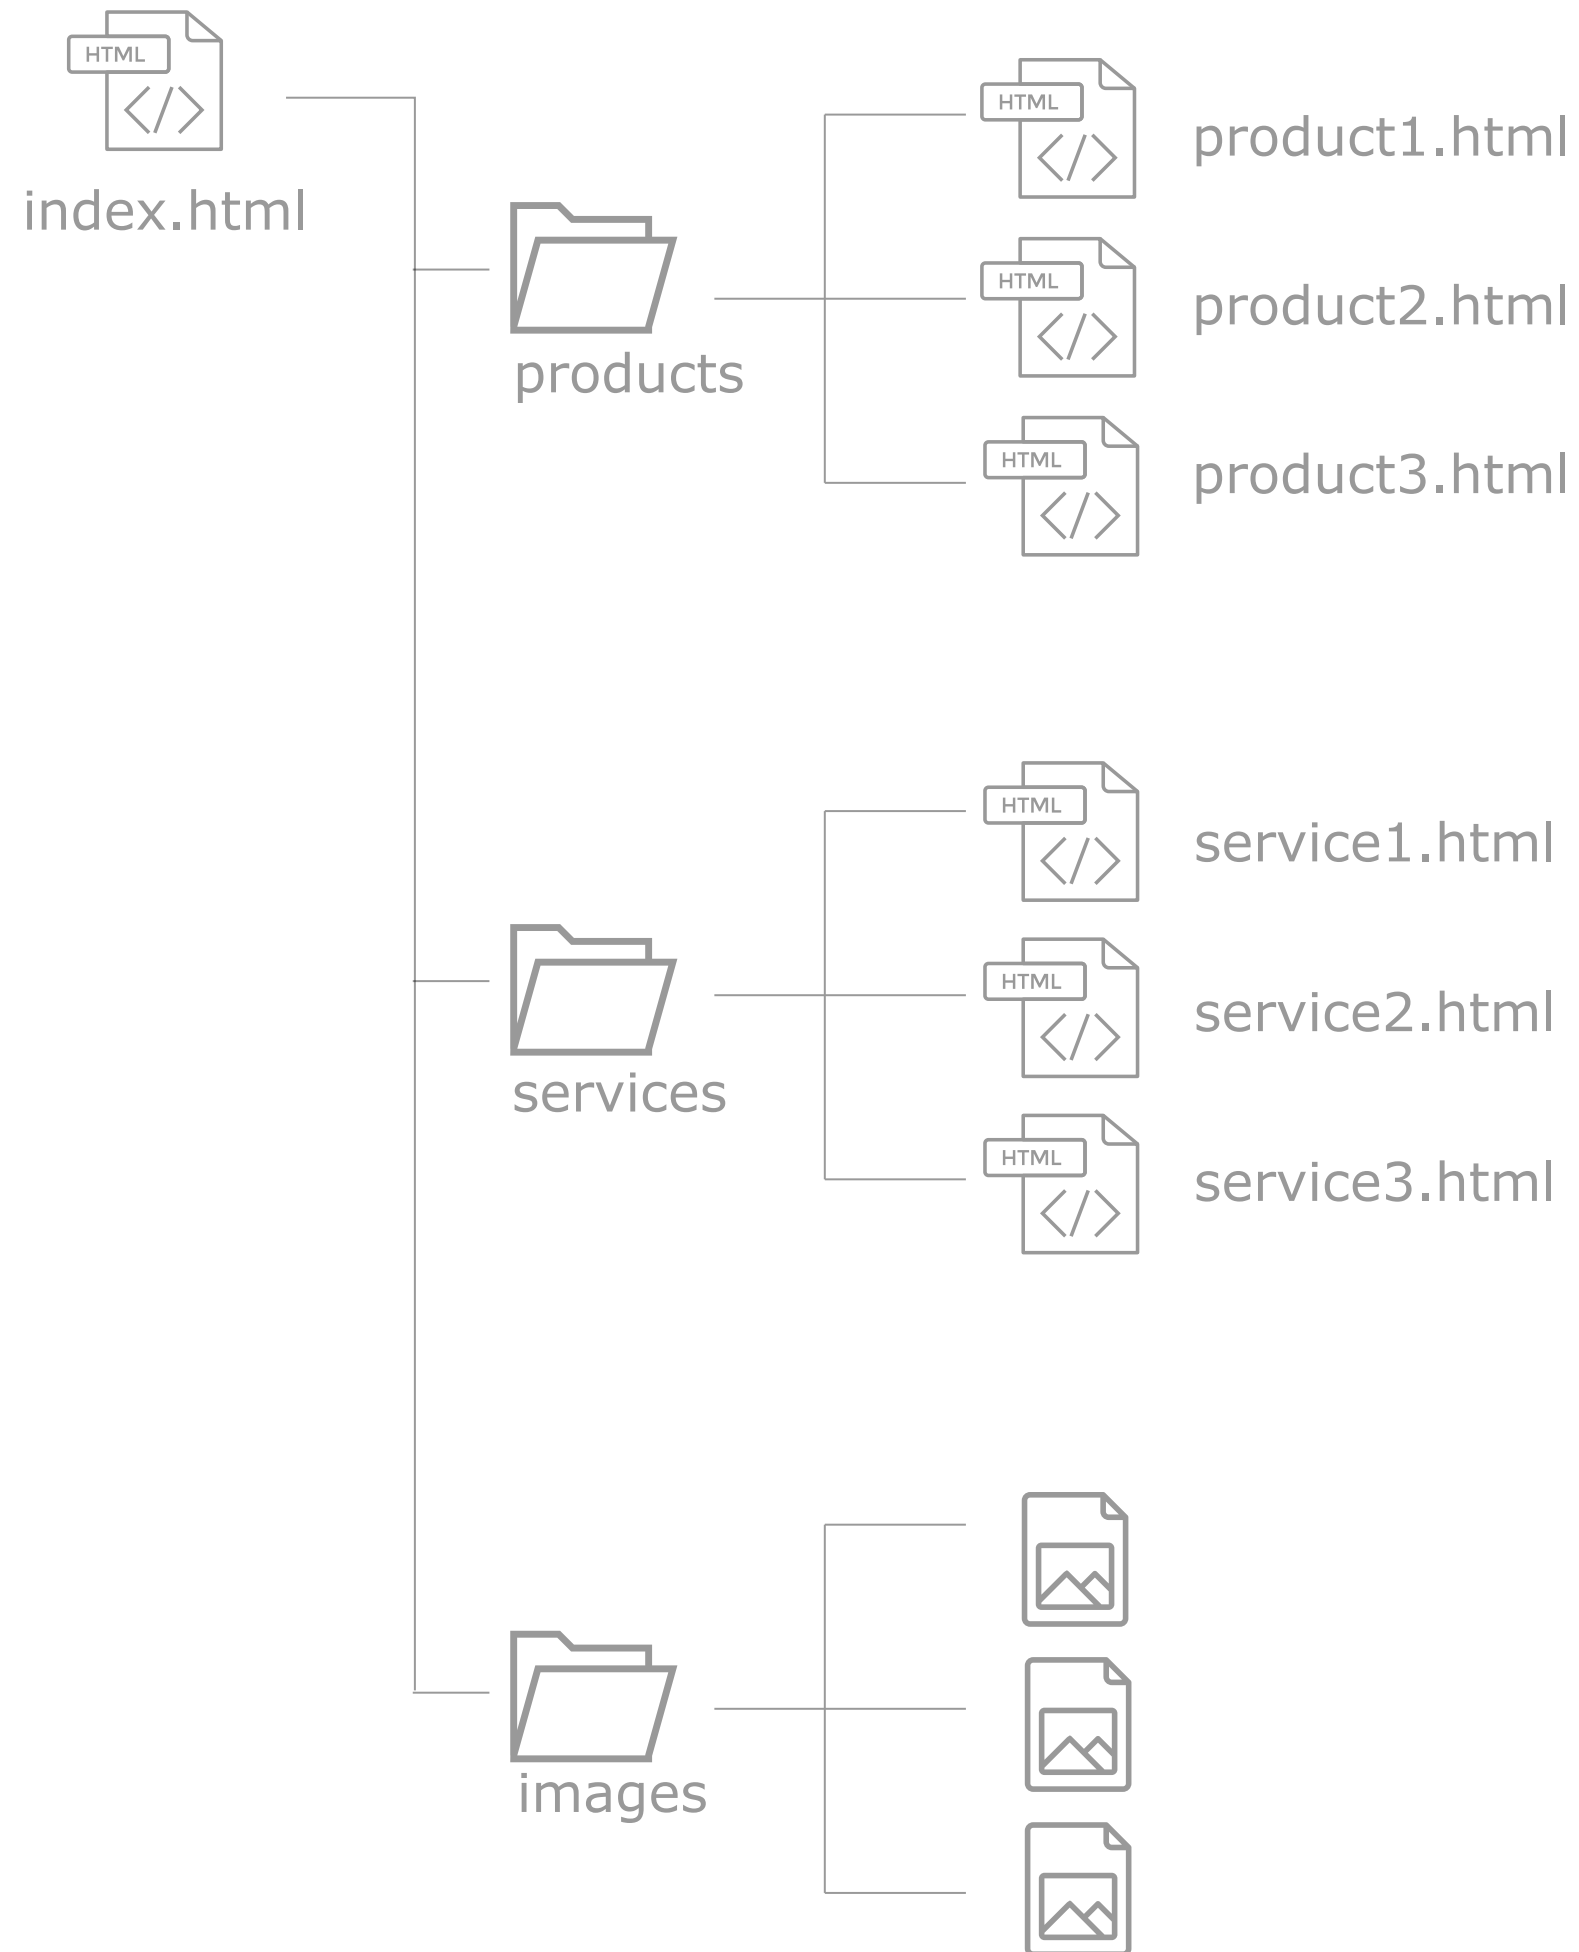 HTML
index.html
HTML
product1.html
HTML
product2.html
products
HTML
product3.html
HTML
service1.html
HTML
service2.html
services
HTML
service3.html
images